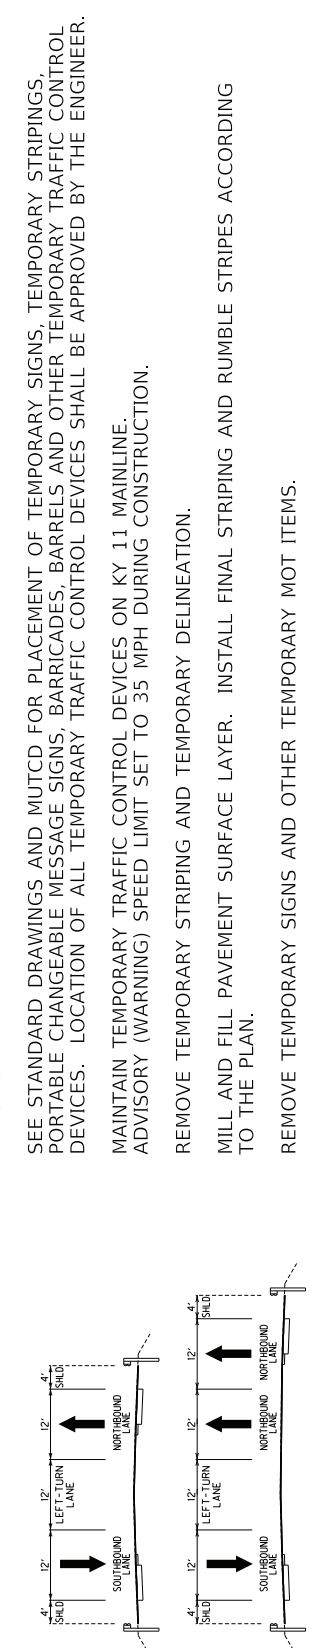 SEE STANDARD DRAWINGS AND MUTCD FOR PLACEMENT OF TEMPORARY SIGNS, TEMPORARY STRIPINGS,
PORTABLE CHANGEABLE MESSAGE SIGNS, BARRICADES, BARRELS AND OTHER TEMPORARY TRAFFIC CONTROL
DEVICES.  LOCATION OF ALL TEMPORARY TRAFFIC CONTROL DEVICES SHALL BE APPROVED BY THE ENGINEER.
MAINTAIN TEMPORARY TRAFFIC CONTROL DEVICES ON KY 11 MAINLINE.
ADVISORY (WARNING) SPEED LIMIT SET TO 35 MPH DURING CONSTRUCTION.
REMOVE TEMPORARY STRIPING AND TEMPORARY DELINEATION.
MILL AND FILL PAVEMENT SURFACE LAYER.  INSTALL FINAL STRIPING AND RUMBLE STRIPES ACCORDING
TO THE PLAN.
REMOVE TEMPORARY SIGNS AND OTHER TEMPORARY MOT ITEMS.
4' 12' 12' 12' 4'
SHLD LEFT-TURN SHLD
LANE
SOUTHBOUND NORTHBOUND
LANE LANE
4' 12' 12' 12' 12' 4'
SHLD LEFT-TURN SHLD
LANE
SOUTHBOUND NORTHBOUND NORTHBOUND
LANE LANE LANE